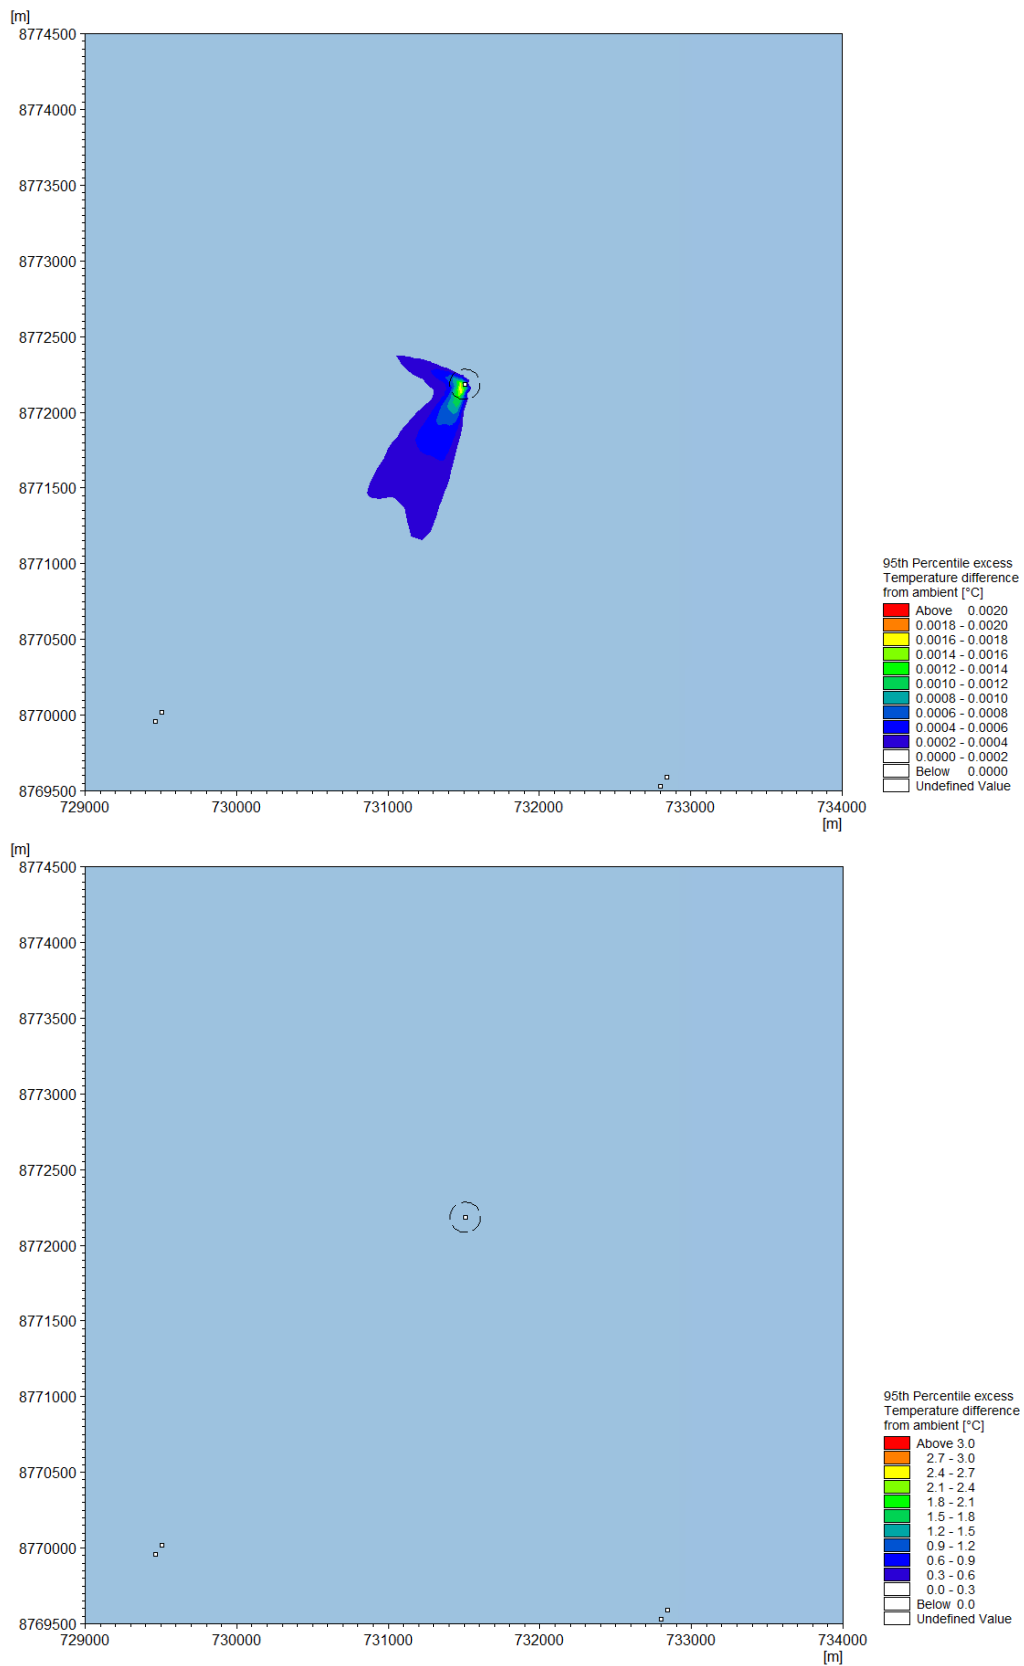 [m]
8774500
8774000
8773500
8773000
8772500
8772000
8771500
8771000
8770500
8770000
8769500
729000 730000 731000 732000 733000 734000
[m]
95th Percentile excess
Temperature difference
from ambient [°C]
Above 0.0020
0.0018 - 0.0020
0.0016 - 0.0018
0.0014 - 0.0016
0.0012 - 0.0014
0.0010 - 0.0012
0.0008 - 0.0010
0.0006 - 0.0008
0.0004 - 0.0006
0.0002 - 0.0004
0.0000 - 0.0002
Below 0.0000
Undefined Value
[m]
8774500
8774000
8773500
8773000
8772500
8772000
8771500
8771000
8770500
8770000
8769500
729000 730000 731000 732000 733000 734000
[m]
95th Percentile excess
Temperature difference
from ambient [°C]
Above 3.0
2.7 - 3.0
2.4 - 2.7
2.1 - 2.4
1.8 - 2.1
1.5 - 1.8
1.2 - 1.5
0.9 - 1.2
0.6 - 0.9
0.3 - 0.6
0.0 - 0.3
Below 0.0
Undefined Value